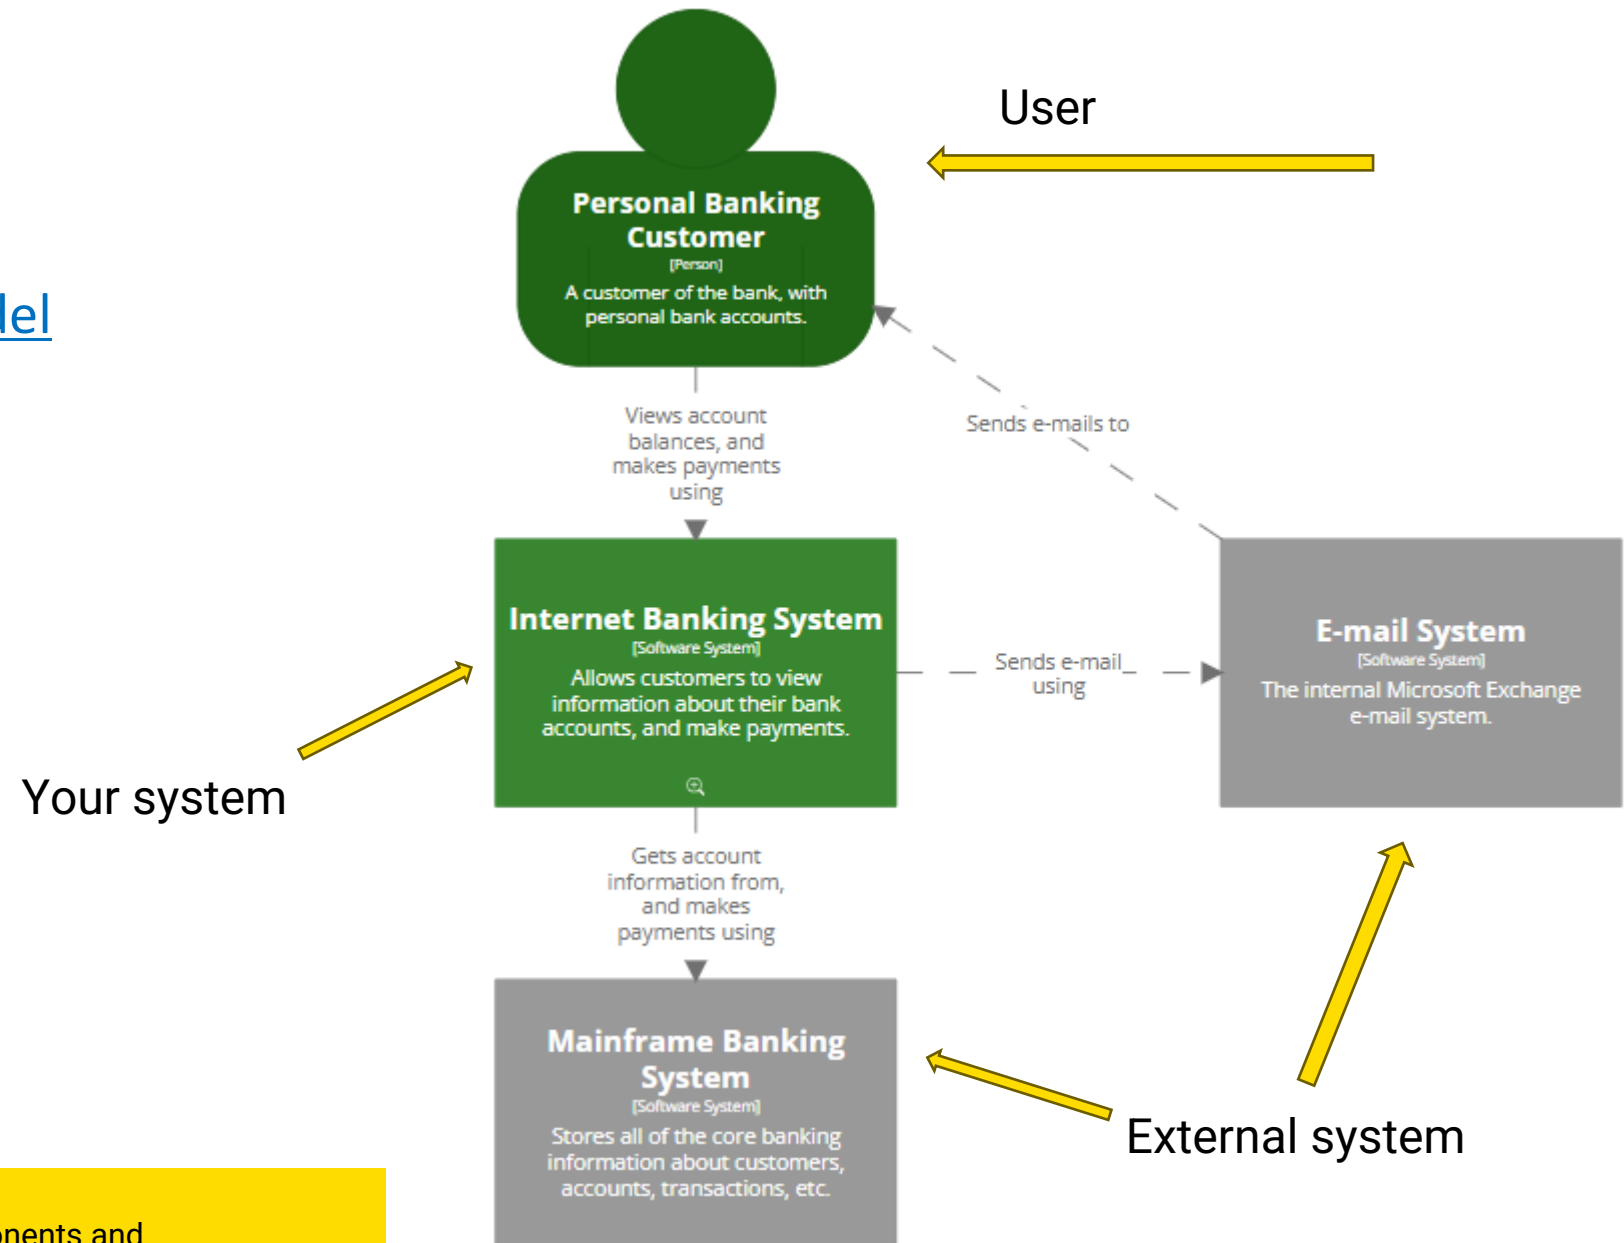 User
Personal Banking
Customer
[Person]
A customer of the bank, with
personal bank accounts.
Views account
balances, and
makes payments
using
Sends e-mails to
Internet Banking System
[Software System]
Allows customers to view
information about their bank
accounts, and make payments.
Sends e-mail
using
E-mail System
[Software System]
The internal Microsoft Exchange
e-mail system.
Your system
Gets account
information from,
and makes
payments using
Mainframe Banking
System
[Software System]
Stores all of the core banking
information about customers,
accounts, transactions, etc.
External system
and